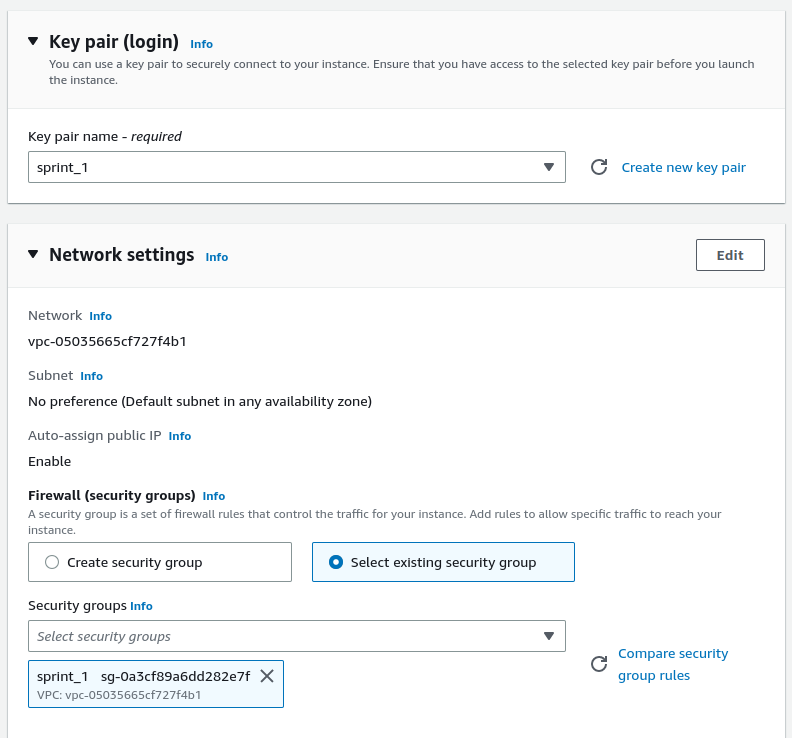 Key pair (login) Info
You can use a key pair to securely connect to your instance. Ensure that you have access to the selected key pair before you launch
the instance.
Key pair name - required
sprint_1
Create new key pair
Network settings Info
Edit
Network Info
vpc-05035665cf727f4b1
Subnet Info
No preference (Default subnet in any availability zone)
Auto-assign public IP Info
Enable
Firewall (security groups) Info
A security group is a set of firewall rules that control the traffic for your instance. Add rules to allow specific traffic to reach your
instance.
Create security group
Select existing security group
Security groups Info
Select security groups
sprint_1 sg-0a3cf89a6dd282e7f
VPC: vpc-05035665cf727f4b1
Compare security
group rules